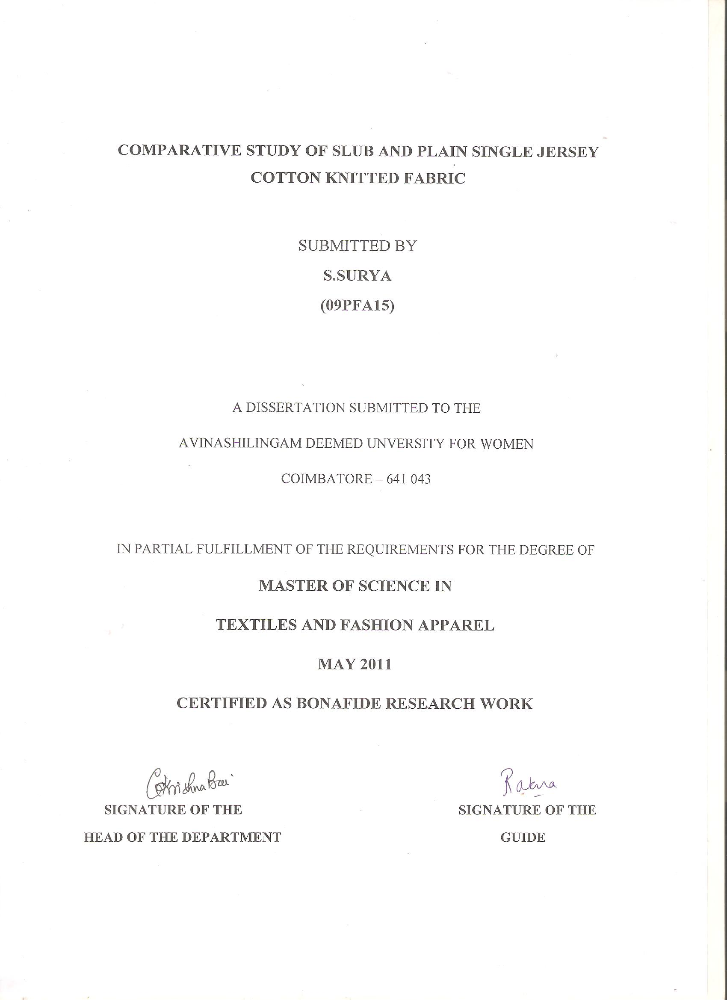 COMPARATIVE STUDY OF SLUB AND PLAIN SINGLE JERSEY
COTTON KNITTED FABRIC
SUBMITTED BY
S.SURYA
(09PFA15)
A DISSERTATION SUBMITTED TO THE
AVINASHILINGAM DEEMED UNVERSITY FOR WOMEN
COIMBATORE – 641 043
IN PARTIAL FULFILLMENT OF THE REQUIREMENTS FOR THE DEGREE OF
MASTER OF SCIENCE IN
TEXTILES AND FASHION APPAREL
MAY 2011
CERTIFIED AS BONAFIDE RESEARCH WORK
SIGNATURE OF THE
HEAD OF THE DEPARTMENT
SIGNATURE OF THE
GUIDE